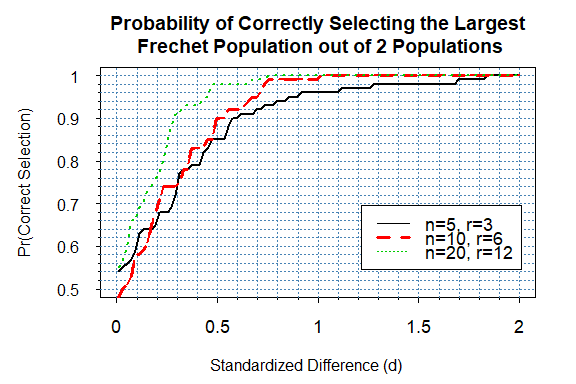 Probability of Correctly Selecting the Largest
Frechet Population out of 2 Populations
Pr(Correct Selection)
1
0.9
0.8
0.7
0.6
0.5
n=5, r=3
n=10, r=6
n=20, r=12
0 0.5 1 1.5 2
Standardized Difference (d)